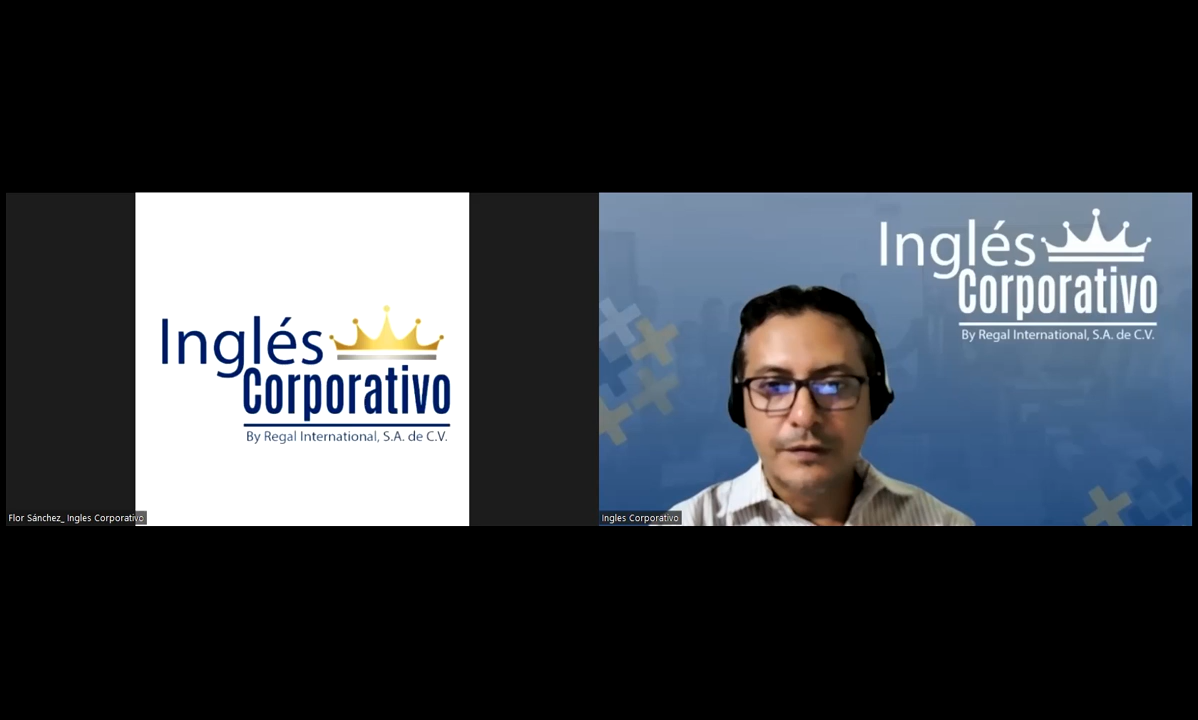 Inglés
Corporativo
By Regal International, S.A. de C.V.
Flor Sánchez_ Ingles Corporativo
Inglés
Corporativo
By Regal International, S.A. de C.V.
Ingles Corporativo